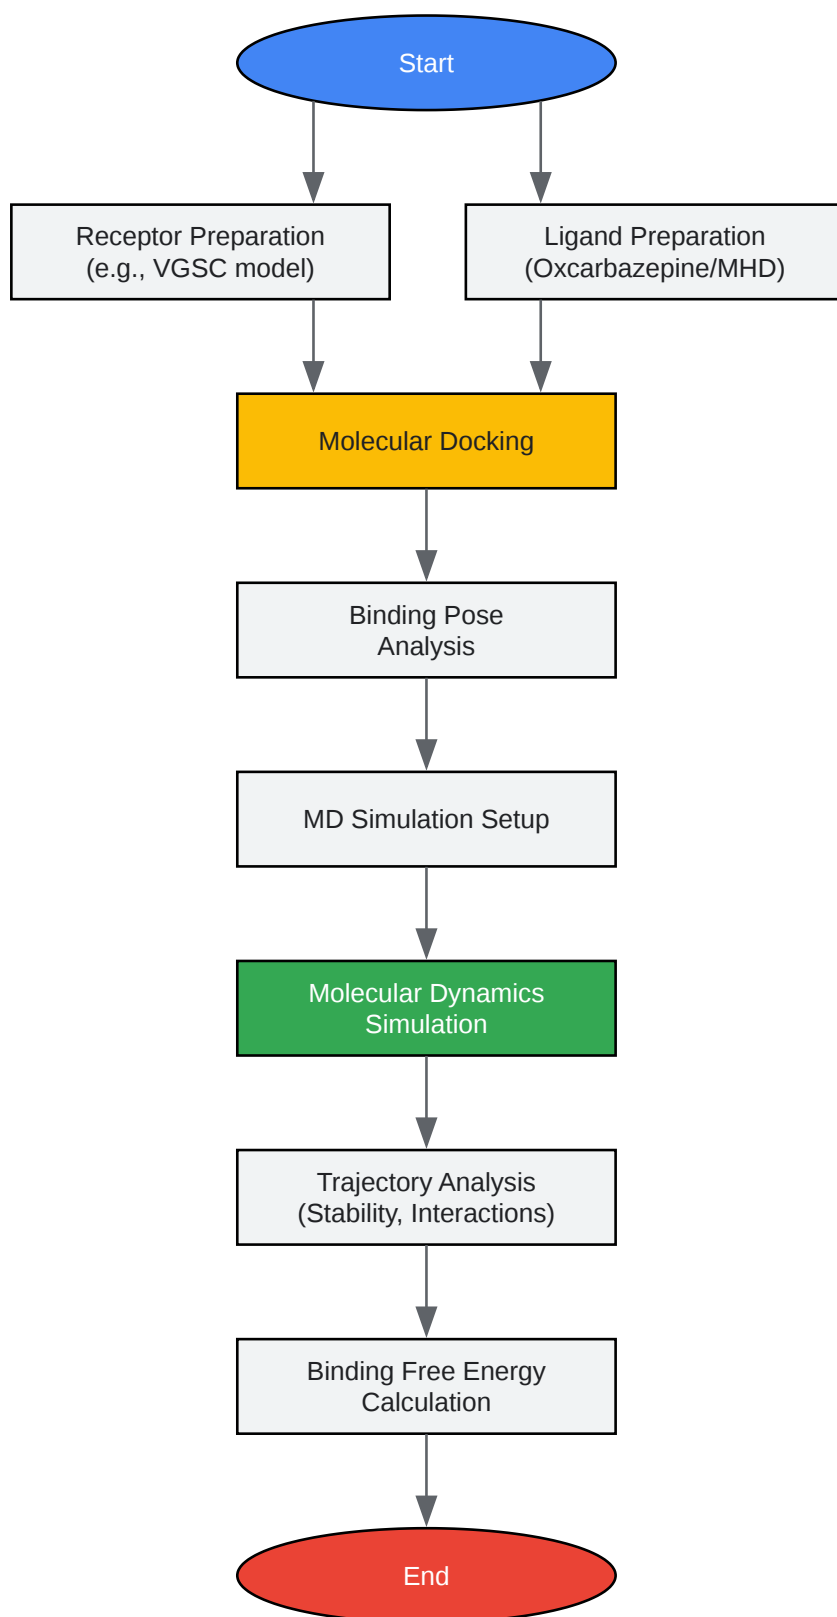 Start
Receptor Preparation
(e.g., VGSC model)
Ligand Preparation
(Oxcarbazepine/MHD)
Molecular Docking
Binding Pose
Analysis
MD Simulation Setup
Molecular Dynamics
Simulation
Trajectory Analysis
(Stability, Interactions)
Binding Free Energy
Calculation
End